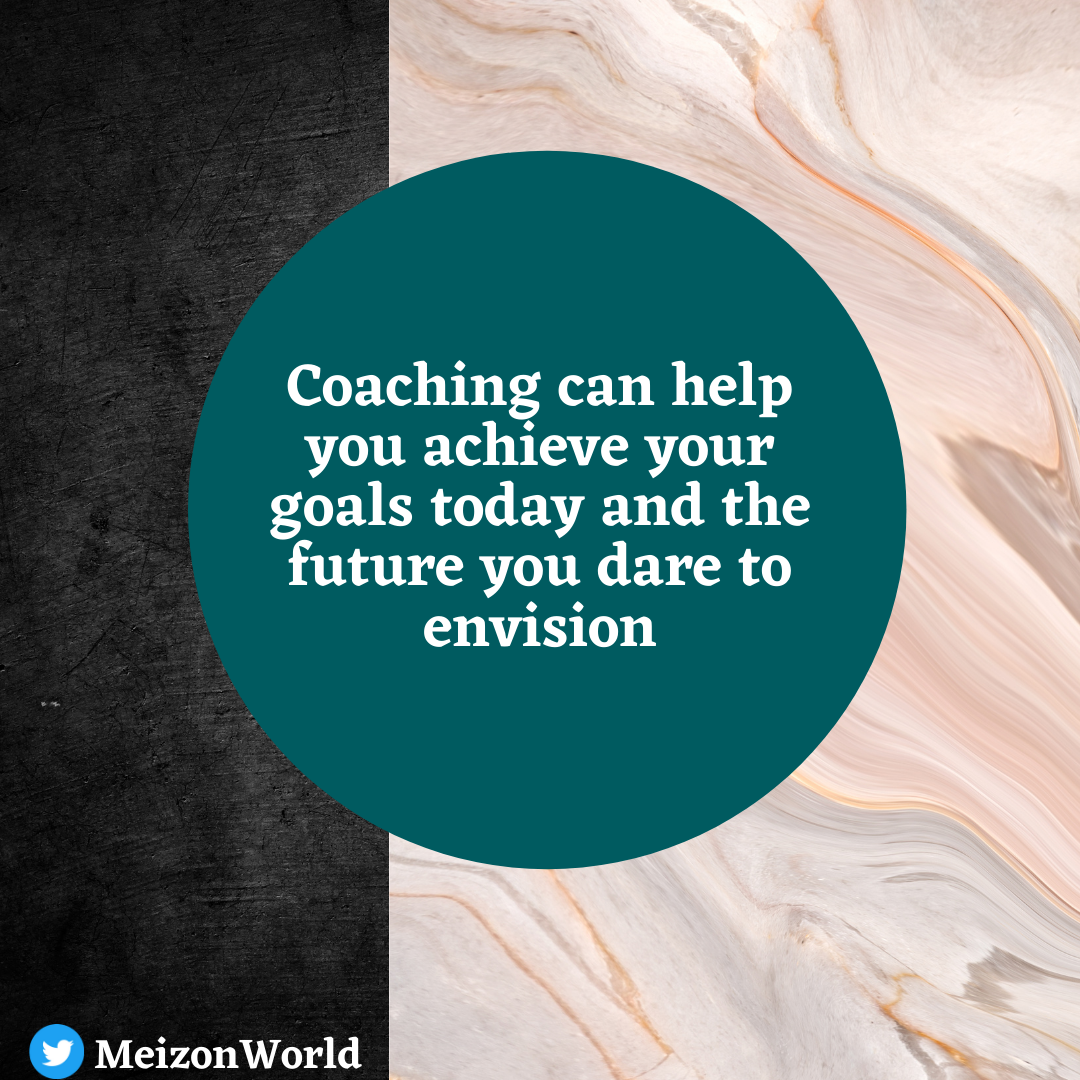 Coaching can help
you achieve your
goals today and the
future you dare to
envision
MeizonWorld